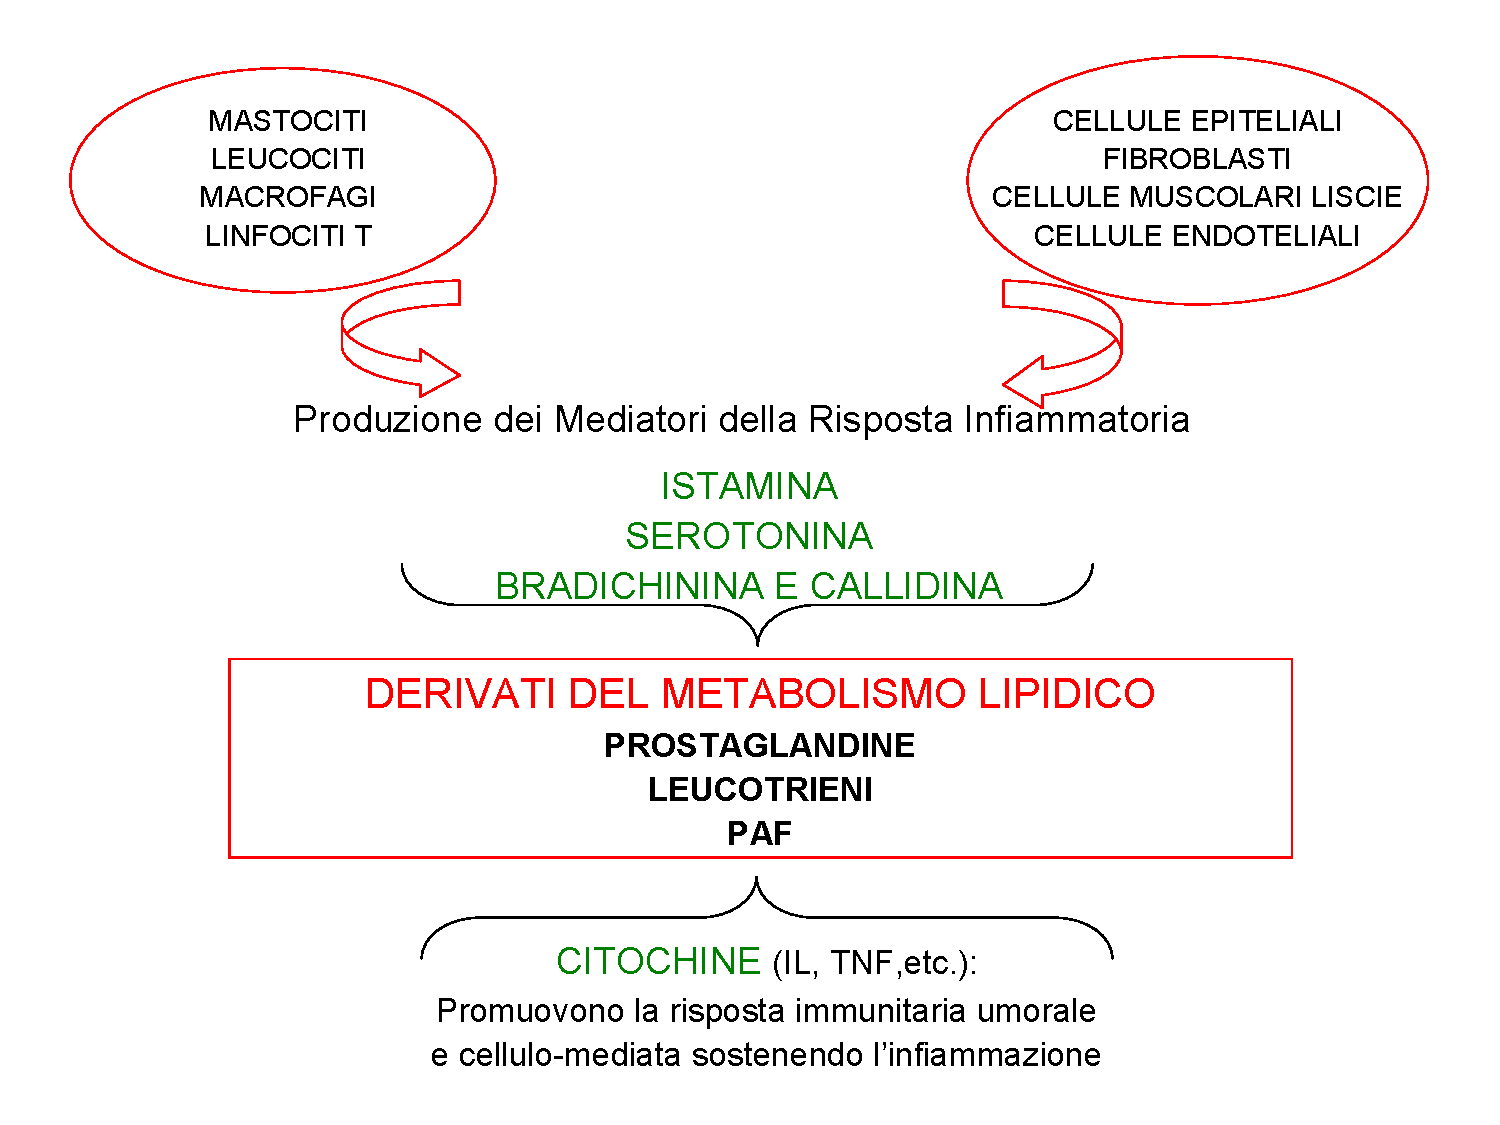 MASTOCITI
LEUCOCITI
MACROFAGI
LINFOCITI T
CELLULE EPITELIALI
FIBROBLASTI
CELLULE MUSCOLARI LISCIE
CELLULE ENDOTELIALI
Produzione dei Mediatori della Risposta Infiammatoria
ISTAMINA
SEROTONINA
BRADICHININA E CALLIDINA
DERIVATI DEL METABOLISMO LIPIDICO
PROSTAGLANDINE
LEUCOTRIENI
PAF
CITOCHINE (IL, TNF,etc.):
Promuovono la risposta immunitaria umorale
e cellulo-mediata sostenendo l’infiammazione